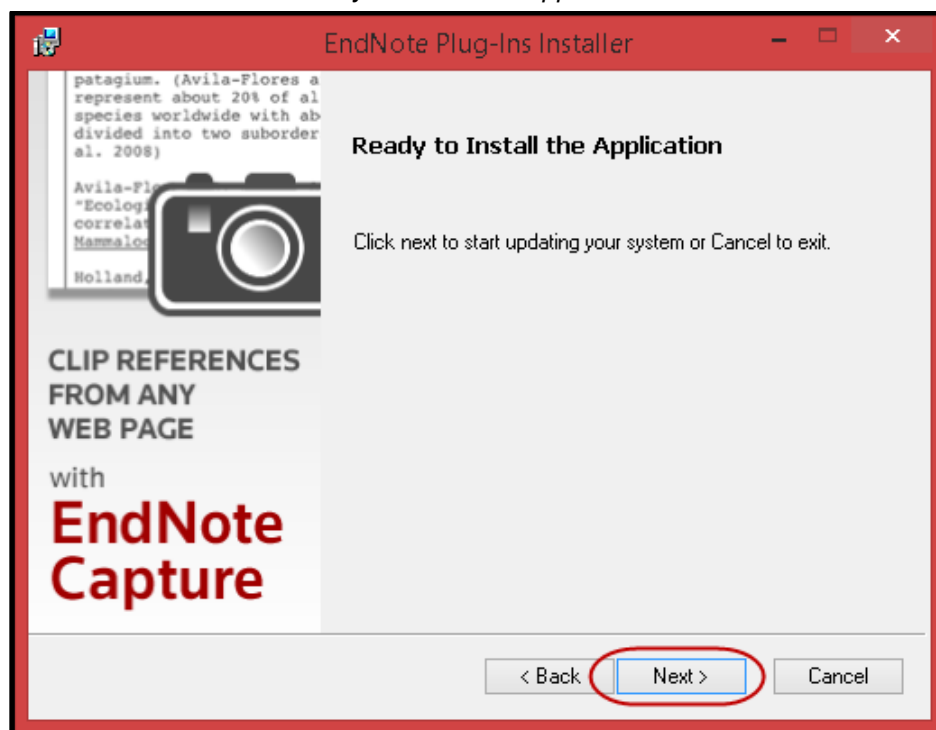 EndNote Plug-Ins Installer
patagium. (Avila-Flores a
represent about 20% of al
species worldwide with ab
divided into two suborder
al. 2008)
Avila-Flo
"Ecologi
correlat
Mammalo
Holland,
Ready to Install the Application
Click next to start updating your system or Cancel to exit.
CLIP REFERENCES
FROM ANY
WEB PAGE
with
EndNote
Capture
< Back
Next >
Cancel